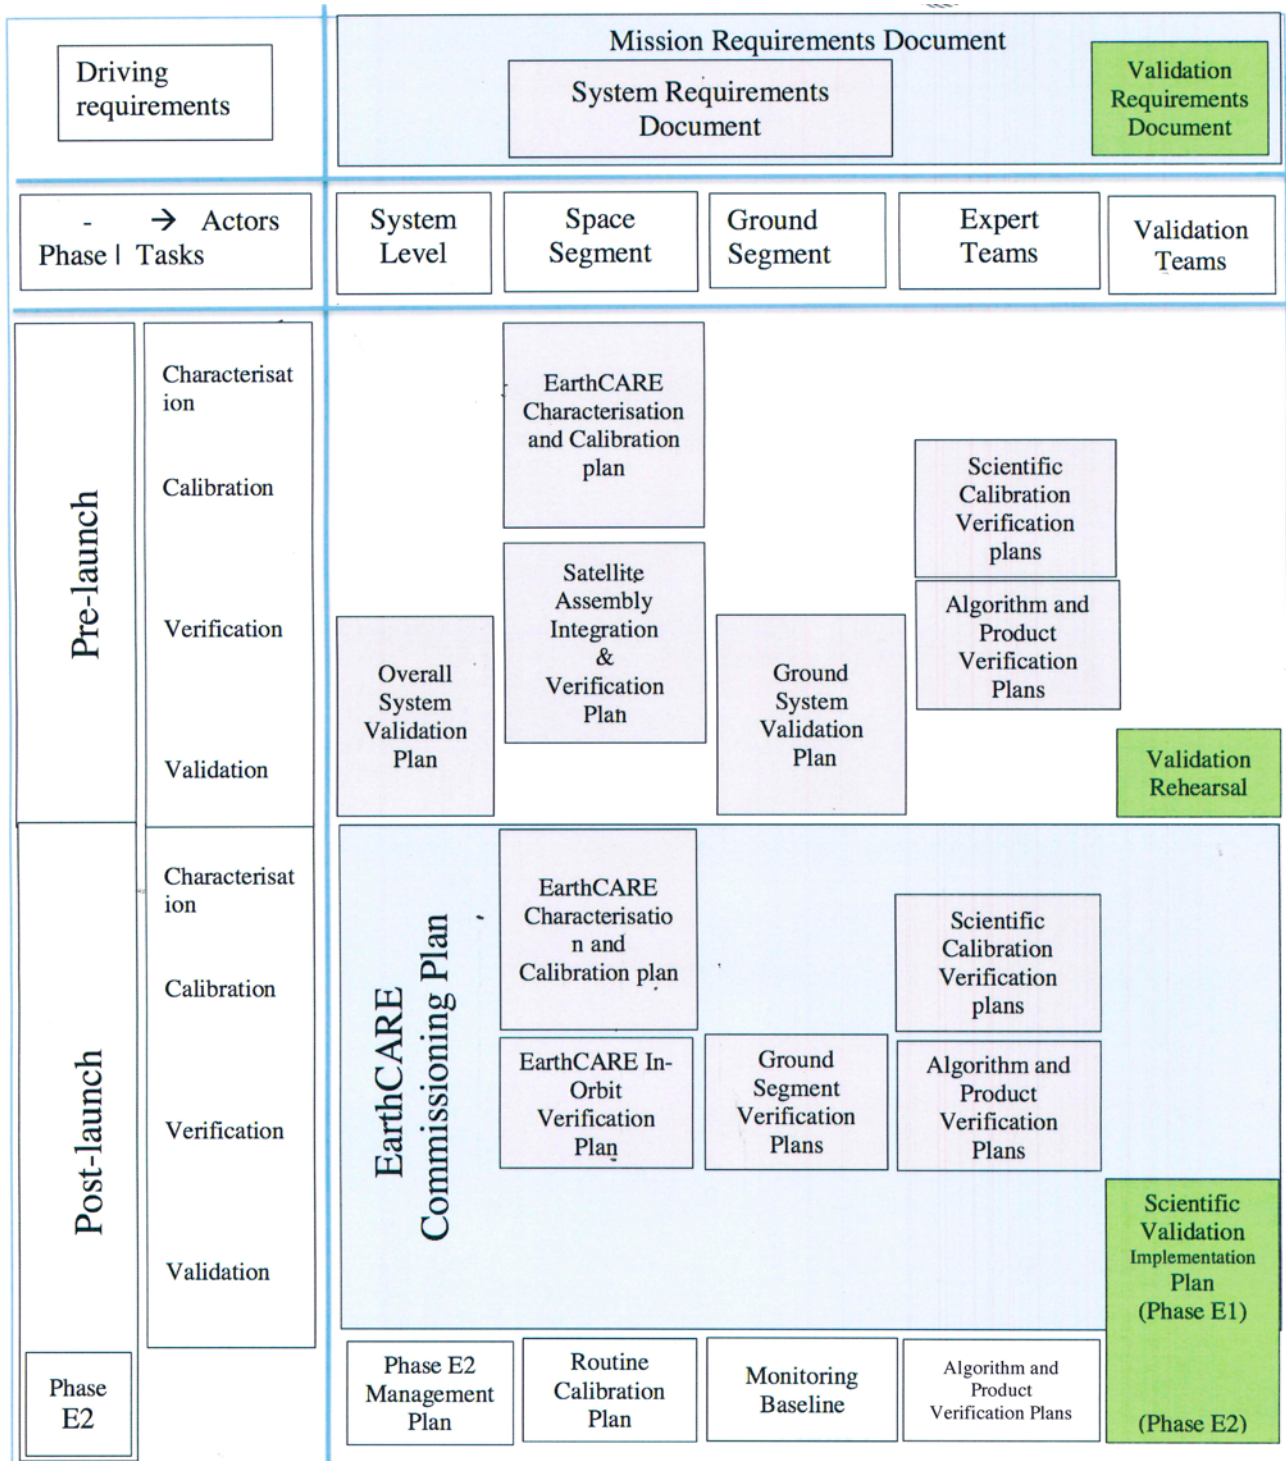 Mission Requirements Document
Driving
requirements
System Requirements
Document
Validation
Requirements
Document
- → Actors
Phase | Tasks
System
Level
Space
Segment
Ground
Segment
Expert
Teams
Validation
Teams
Pre-launch
Characterisat
ion
Calibration
Verification
Validation
Overall
System
Validation
Plan
EarthCARE
Characterisation
and Calibration
plan
Satellite
Assembly
Integration
&
Verification
Plan
Ground
System
Validation
Plan
Scientific
Calibration
Verification
plans
Algorithm and
Product
Verification
Plans
Validation
Rehearsal
Post-launch
Characterisat
ion
Calibration
Verification
Validation
EarthCARE
Commissioning Plan
EarthCARE
Characterisatio
n and
Calibration plan
EarthCARE In-
Orbit
Verification
Plan
Ground
Segment
Verification
Plans
Scientific
Calibration
Verification
plans
Algorithm and
Product
Verification
Plans
Scientific
Validation
Implementation
Plan
(Phase E1)
Phase
E2
Phase E2
Management
Plan
Routine
Calibration
Plan
Monitoring
Baseline
Algorithm and
Product
Verification Plans
(Phase E2)